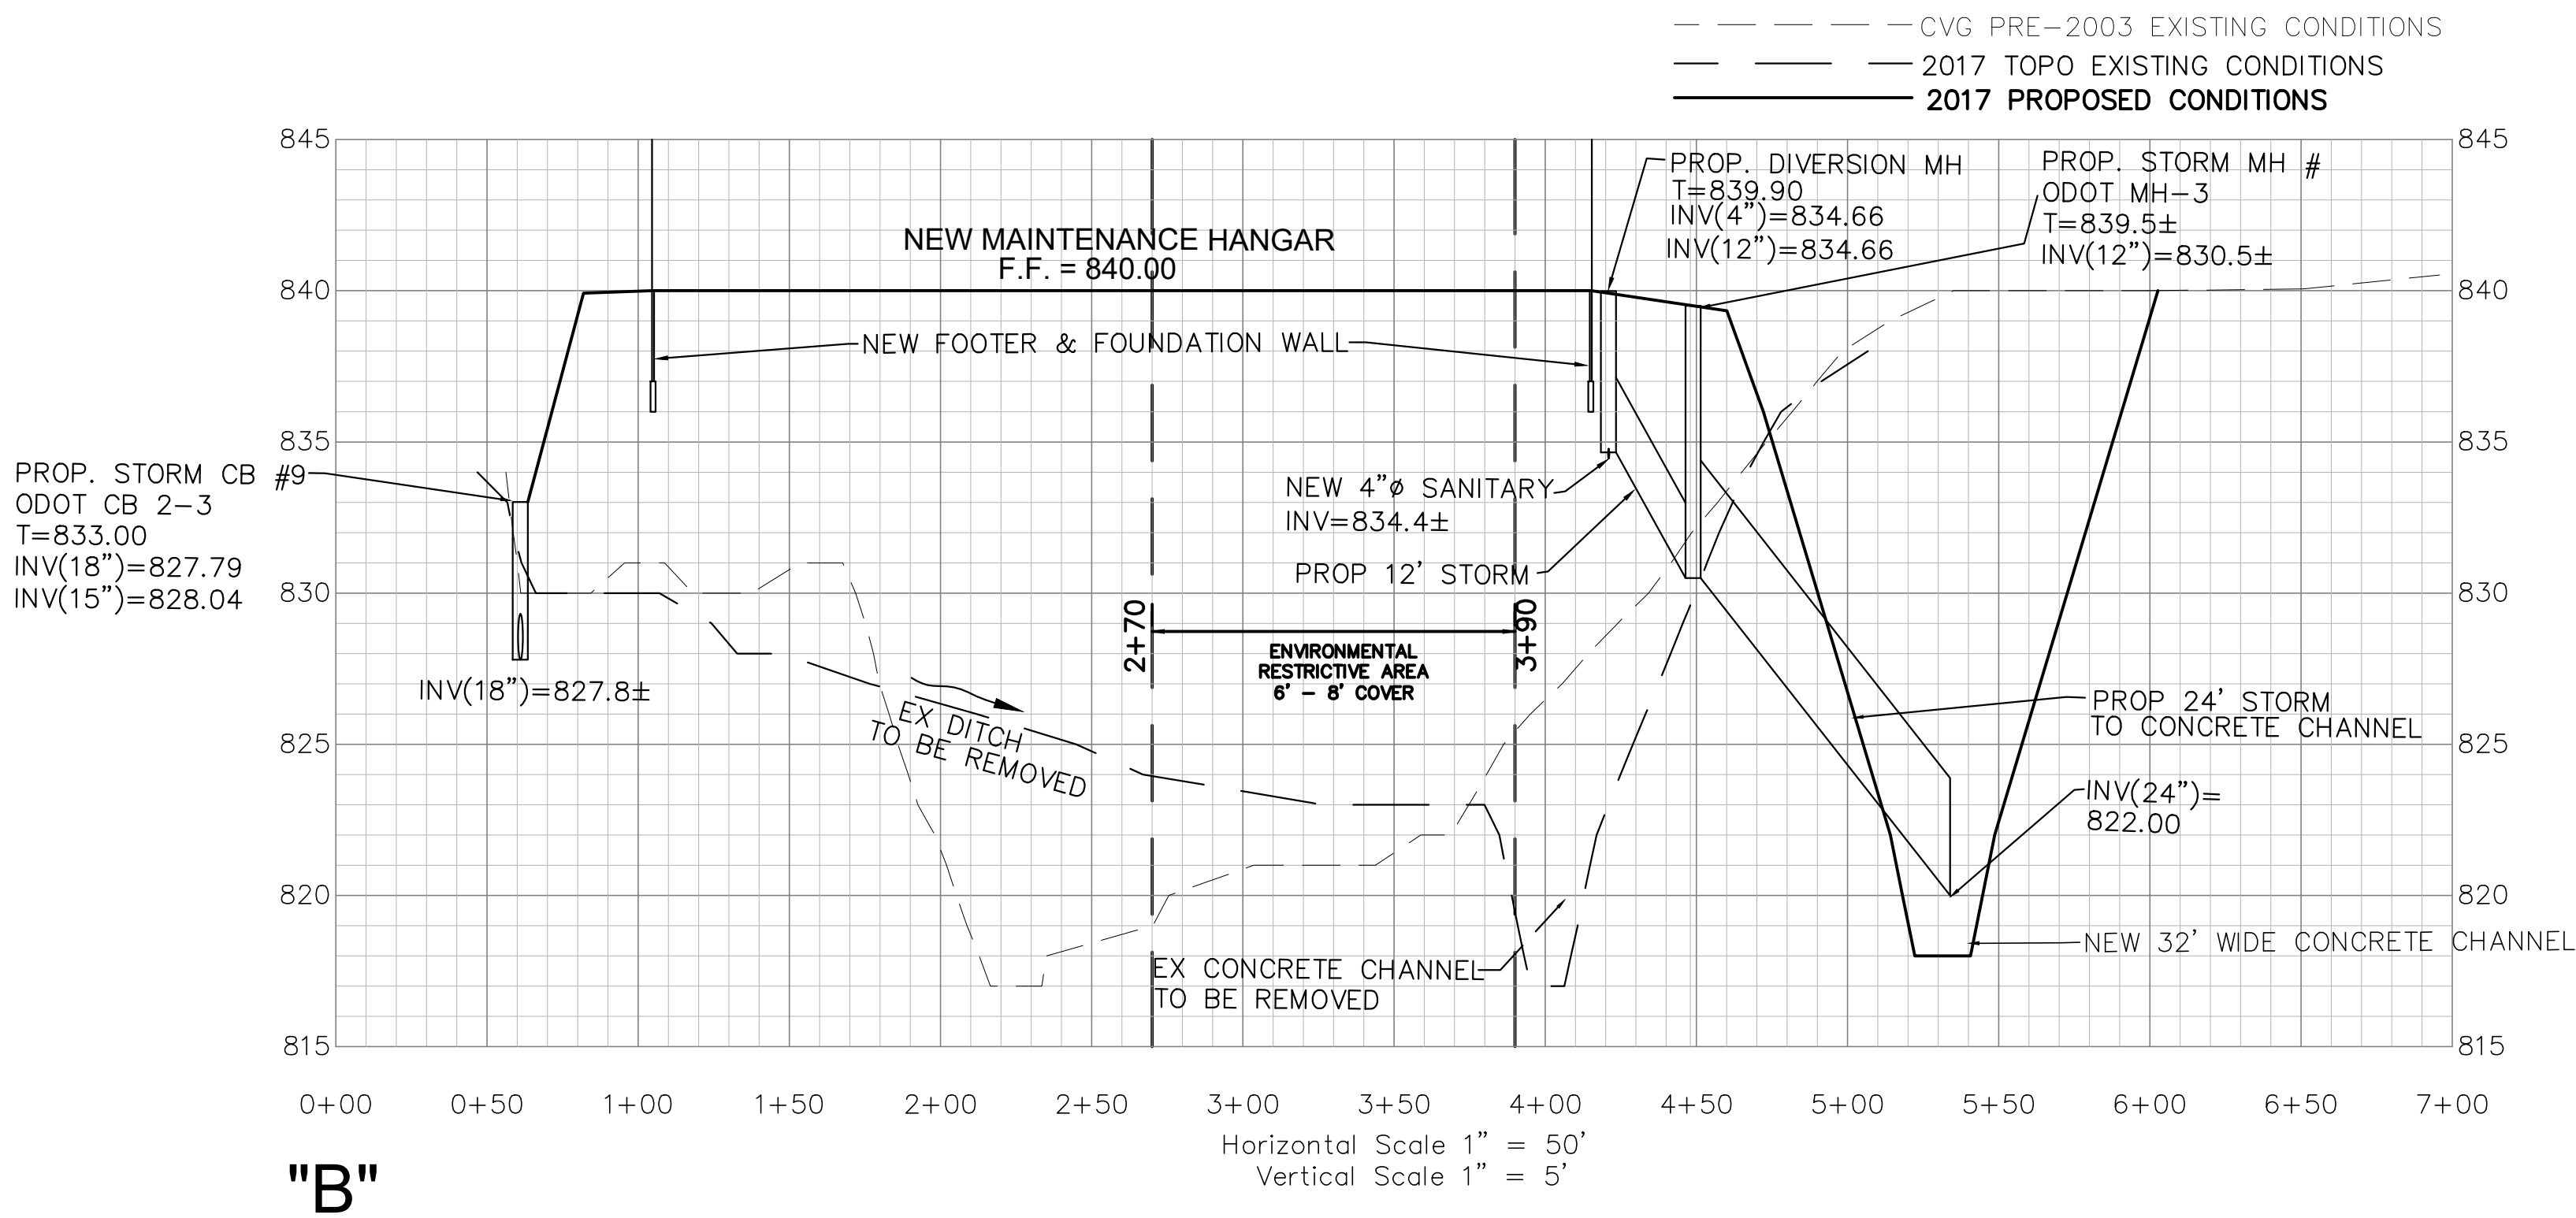 CVG PRE-2003 EXISTING CONDITIONS
2017 TOPO EXISTING CONDITIONS
2017 PROPOSED CONDITIONS
845
845
PROP. DIVERSION MH
T=839.90
INV(4")=834.66
INV(12")=834.66
PROP. STORM MH #
ODOT MH-3
T=839.5±
INV(12")=830.5±
NEW MAINTENANCE HANGAR
F.F. = 840.00
840
840
NEW FOOTER & FOUNDATION WALL
835
835
PROP. STORM CB #9
ODOT CB 2-3
T=833.00
INV(18")=827.79
INV(15")=828.04
NEW 4"ø SANITARY
INV=834.4±
PROP 12' STORM
830
830
2+70
3+90
ENVIRONMENTAL
RESTRICTIVE AREA
6' - 8' COVER
INV(18")=827.8±
EX DITCH
TO BE REMOVED
PROP 24' STORM
TO CONCRETE CHANNEL
825
825
INV(24")=
822.00
820
820
EX CONCRETE CHANNEL
TO BE REMOVED
NEW 32' WIDE CONCRETE CHANNEL
815
815
0+00 0+50 1+00 1+50 2+00 2+50 3+00 3+50 4+00 4+50 5+00 5+50 6+00 6+50 7+00
Horizontal Scale 1" = 50'
Vertical Scale 1" = 5'
"B"